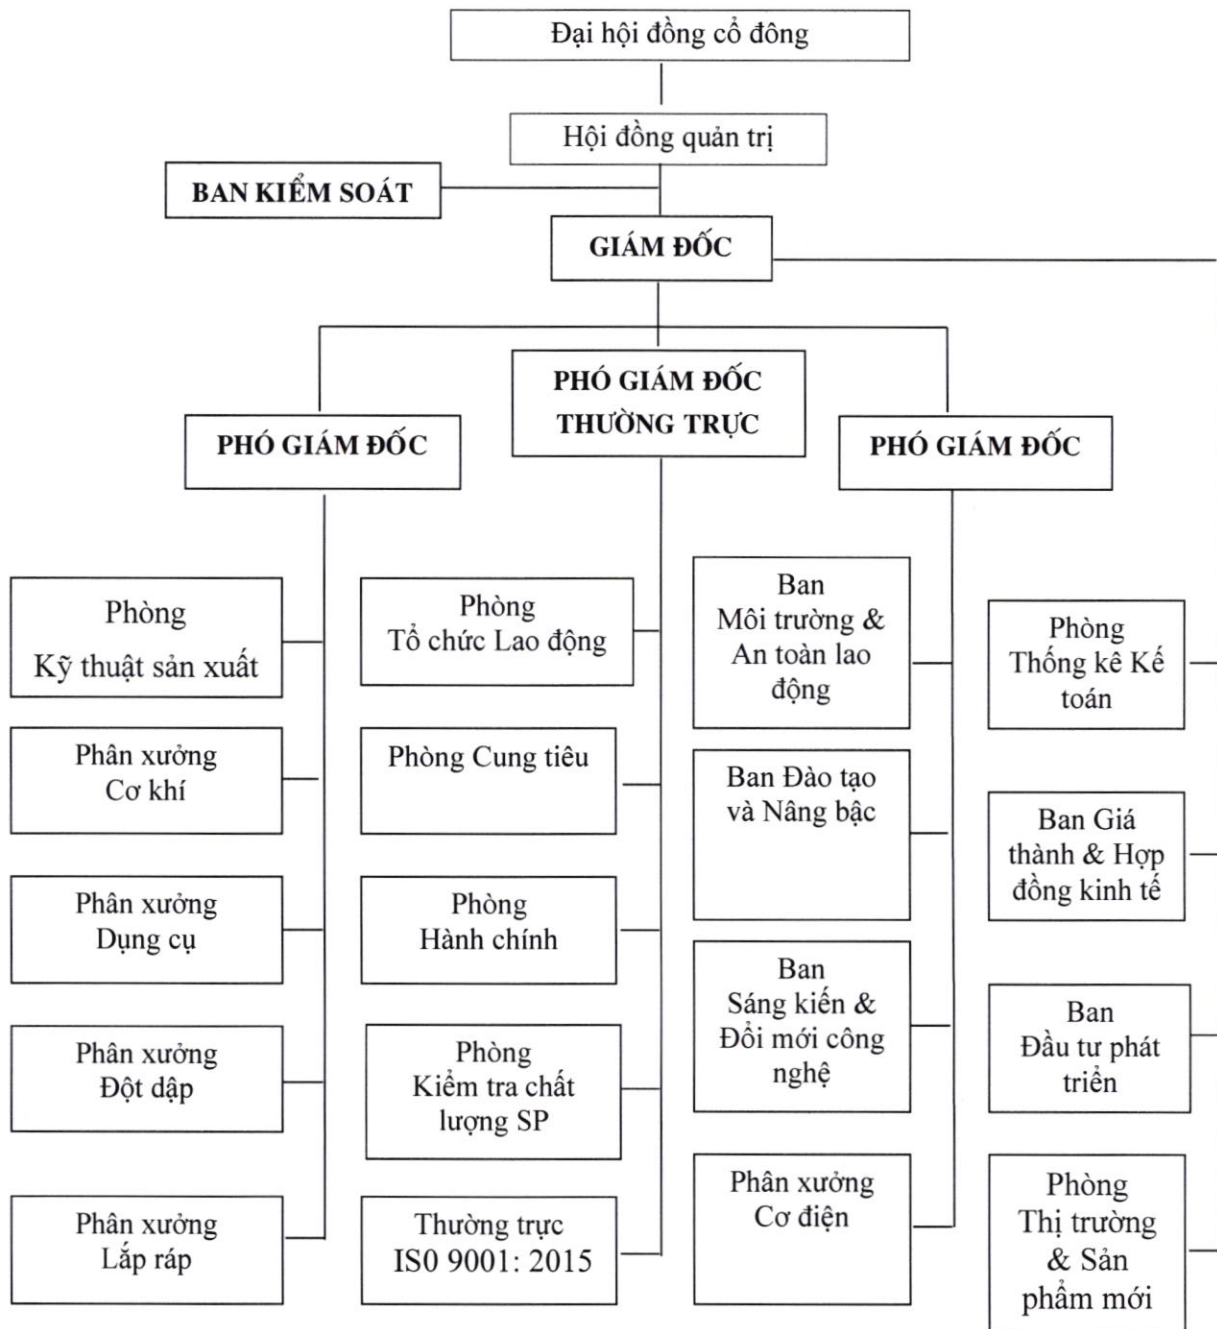 Đại hội đồng cổ đông
Hội đồng quản trị
BAN KIỂM SOÁT
GIÁM ĐỐC
PHÓ GIÁM ĐỐC
PHÓ GIÁM ĐỐC
THƯỜNG TRỰC
PHÓ GIÁM ĐỐC
Phòng
Kỹ thuật sản xuất
Phân xưởng
Cơ khí
Phân xưởng
Dụng cụ
Phân xưởng
Đột dập
Phân xưởng
Lắp ráp
Phòng
Tổ chức Lao động
Phòng Cung tiêu
Phòng
Hành chính
Phòng
Kiểm tra chất
lượng SP
Thường trực
IS0 9001: 2015
Ban
Môi trường &
An toàn lao
động
Ban Đào tạo
và Nâng bậc
Ban
Sáng kiến &
Đổi mới công
nghệ
Phân xưởng
Cơ điện
Phòng
Thống kê Kế
toán
Ban Giá
thành & Hợp
đồng kinh tế
Ban
Đầu tư phát
triển
Phòng
Thị trường
& Sản
phẩm mới